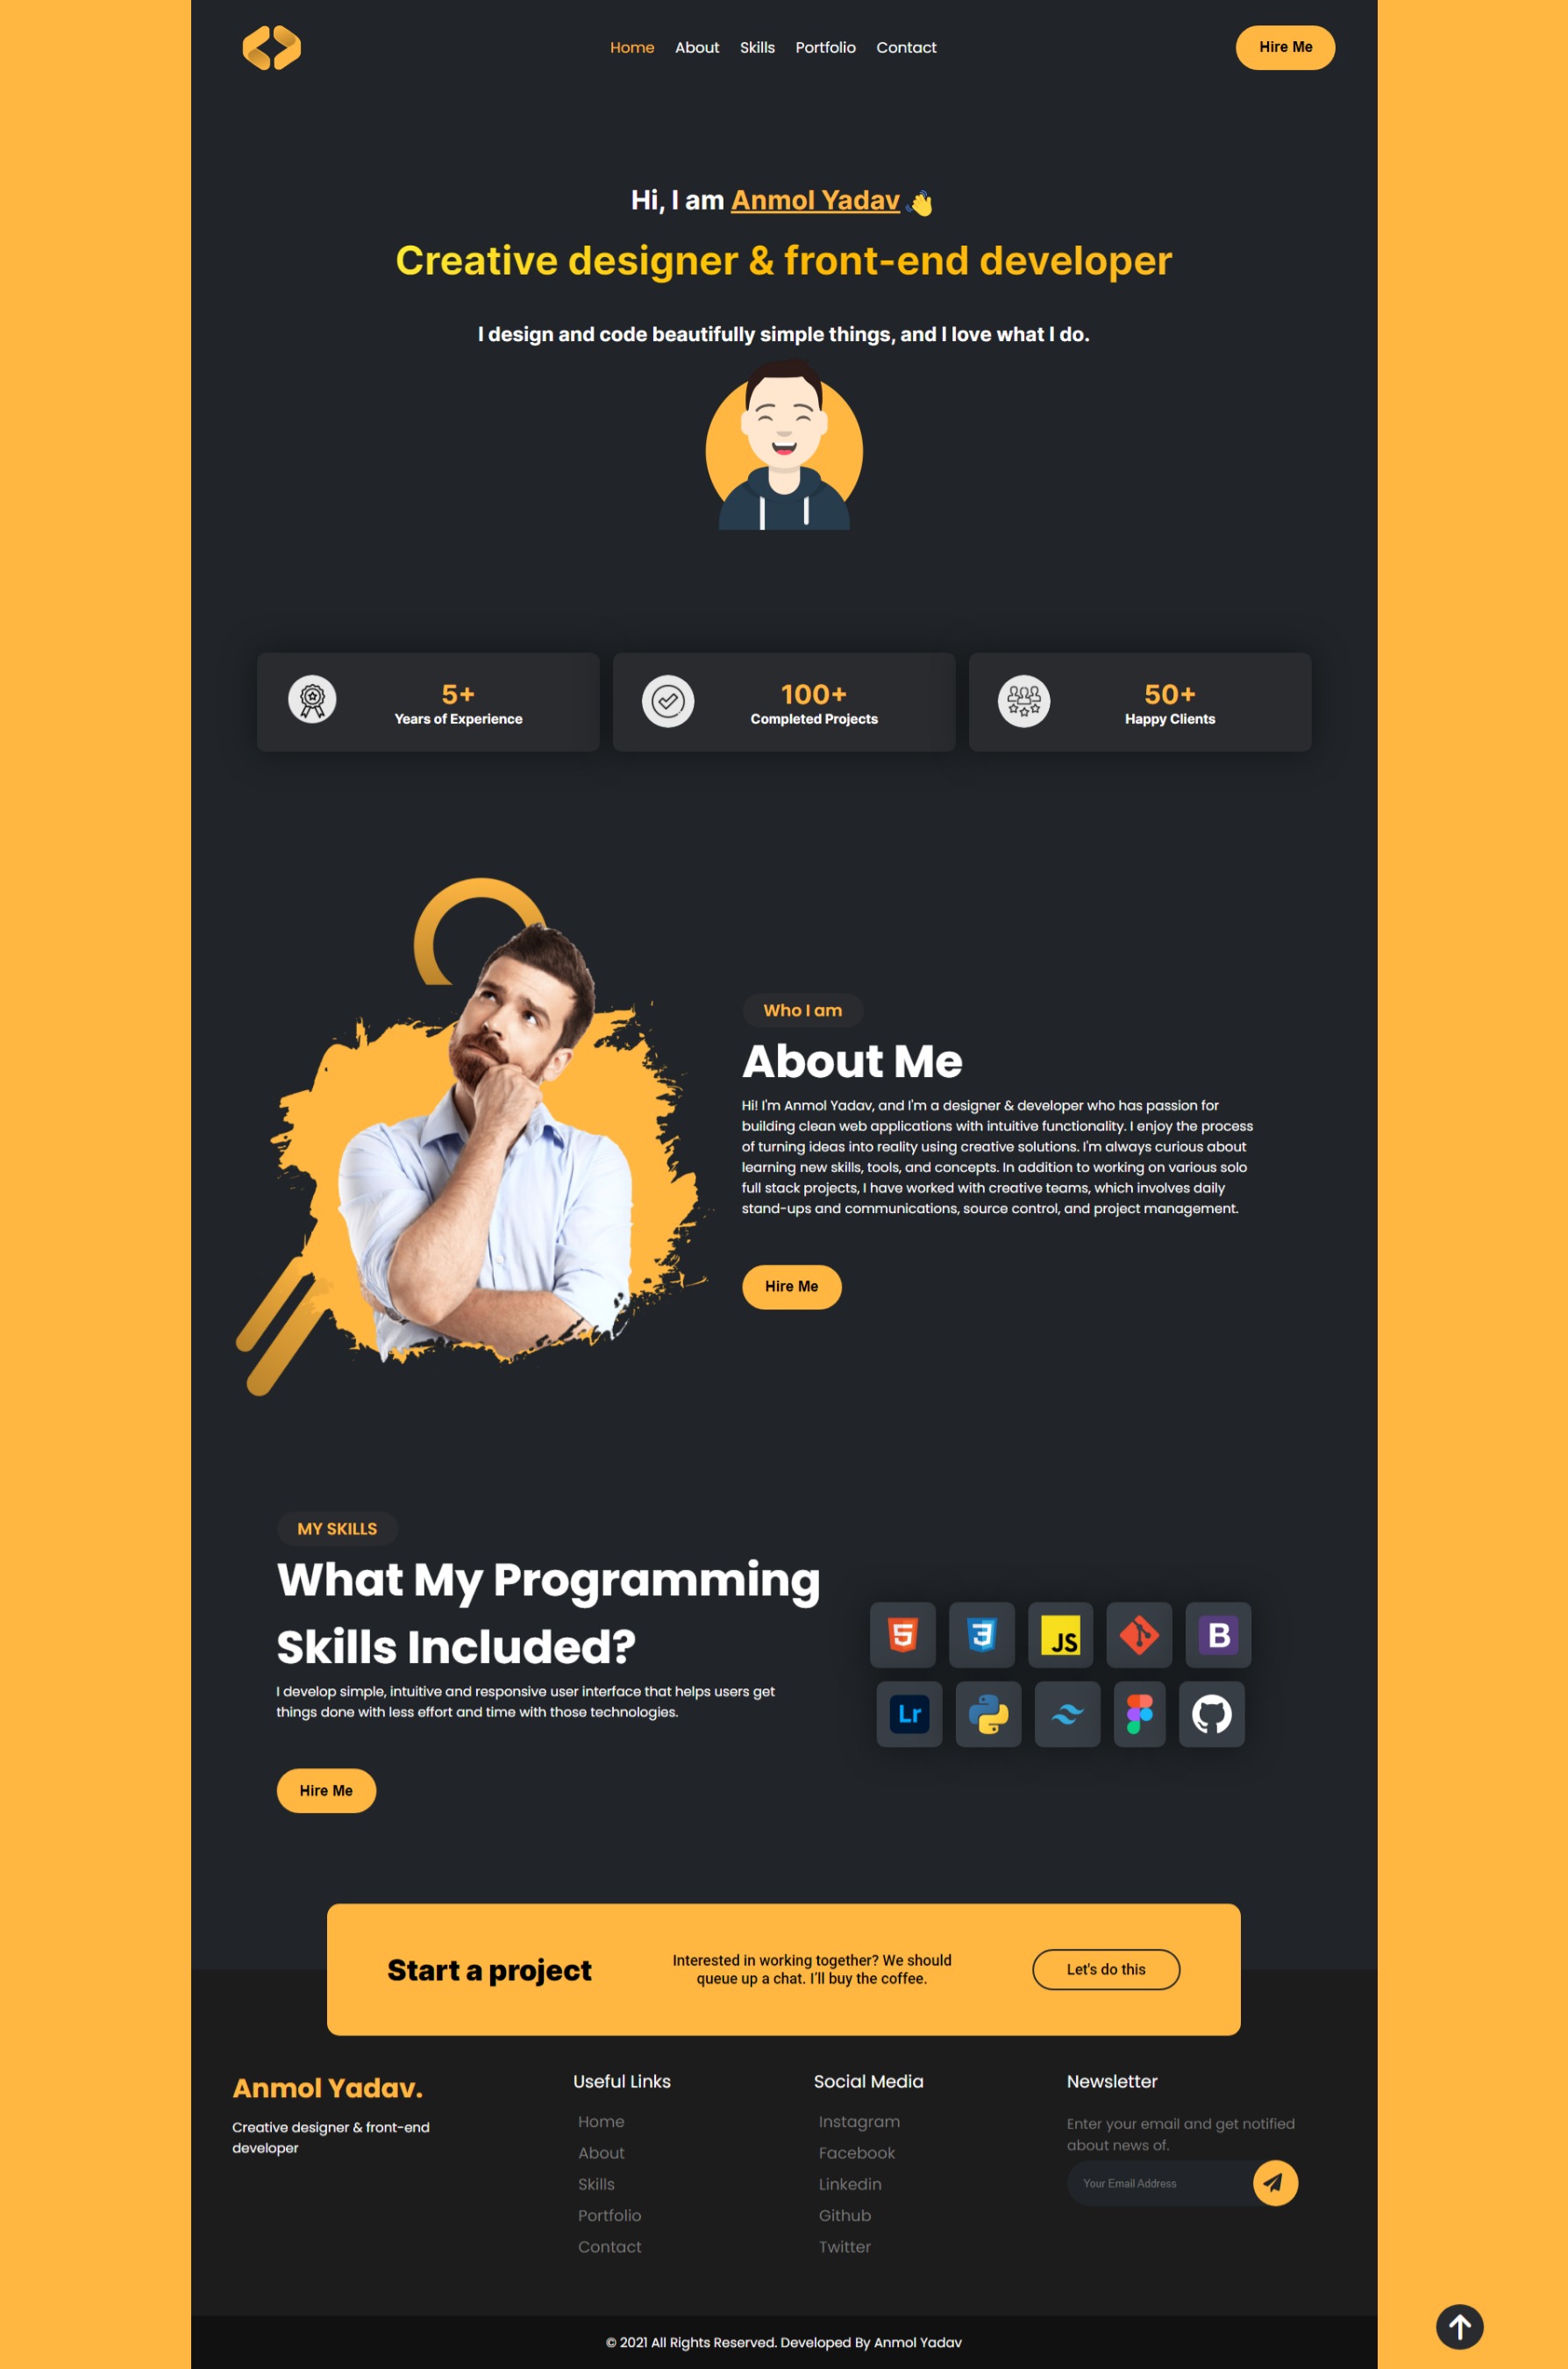 Home About Skills Portfolio Contact
Hire Me
Hi, I am Anmol Yadav
Creative designer & front-end developer
I design and code beautifully simple things, and I love what I do.
5+
Years of Experience
100+
Completed Projects
50+
Happy Clients
Who I am
About Me
Hi! I'm Anmol Yadav, and I'm a designer & developer who has passion for
building clean web applications with intuitive functionality. I enjoy the process
of turning ideas into reality using creative solutions. I'm always curious about
learning new skills, tools, and concepts. In addition to working on various solo
full stack projects, I have worked with creative teams, which involves daily
stand-ups and communications, source control, and project management.
Hire Me
MY SKILLS
What My Programming
Skills Included?
I develop simple, intuitive and responsive user interface that helps users get
things done with less effort and time with those technologies.
Hire Me
5 3 JS B
Lr
Start a project
Interested in working together? We should
queue up a chat. I'll buy the coffee.
Let's do this
Anmol Yadav.
Creative designer & front-end
developer
Useful Links
Home
About
Skills
Portfolio
Contact
Social Media
Instagram
Facebook
Linkedin
Github
Twitter
Newsletter
Enter your email and get notified
about news of.
Your Email Address
© 2021 All Rights Reserved. Developed By Anmol Yadav